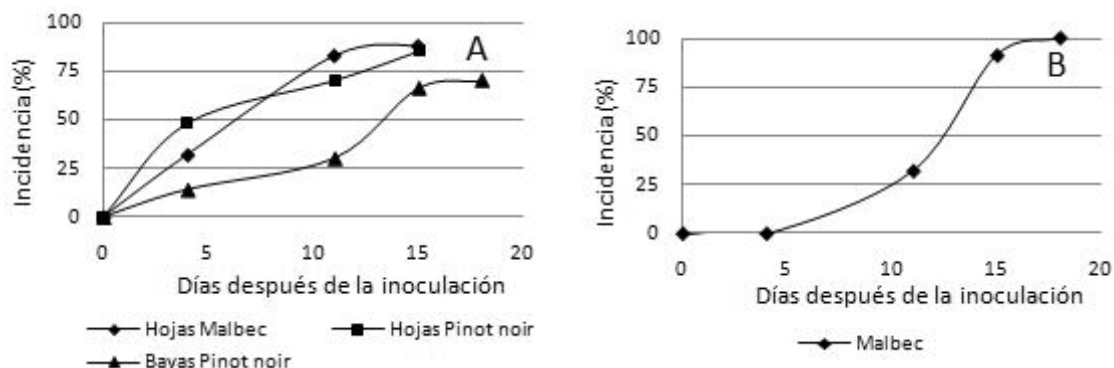 100
75
50
25
0
Incidencia (%)
A
0 5 10 15 20
Días después de la inoculación
Hojas Malbec Hojas Pinot noir
Bayas Pinot noir
100
75
50
25
0
Incidencia (%)
B
0 5 10 15 20
Días después de la inoculación
Malbec